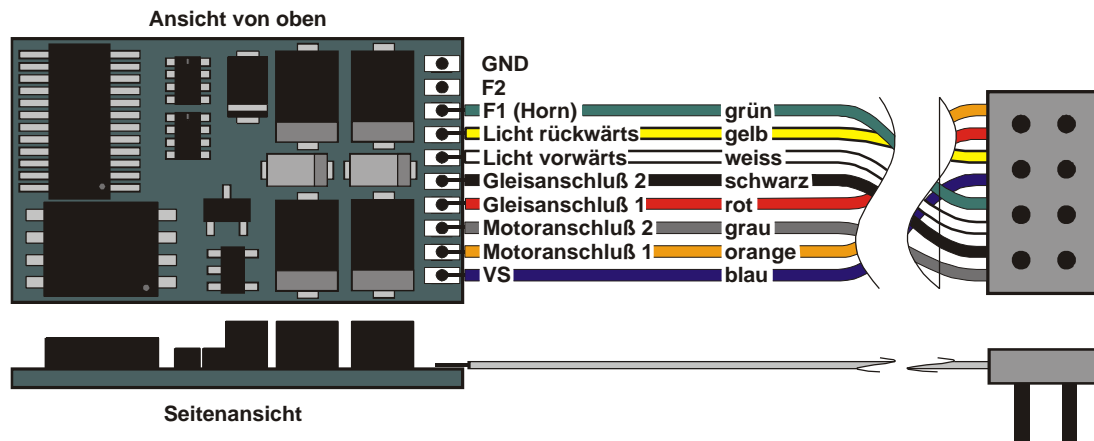 Ansicht von oben
GND
F2
F1 (Horn) grün
Licht rückwärts gelb
Licht vorwärts weiss
Gleisanschluß 2 schwarz
Gleisanschluß 1 rot
Motoranschluß 2 grau
Motoranschluß 1 orange
VS blau
Seitenansicht